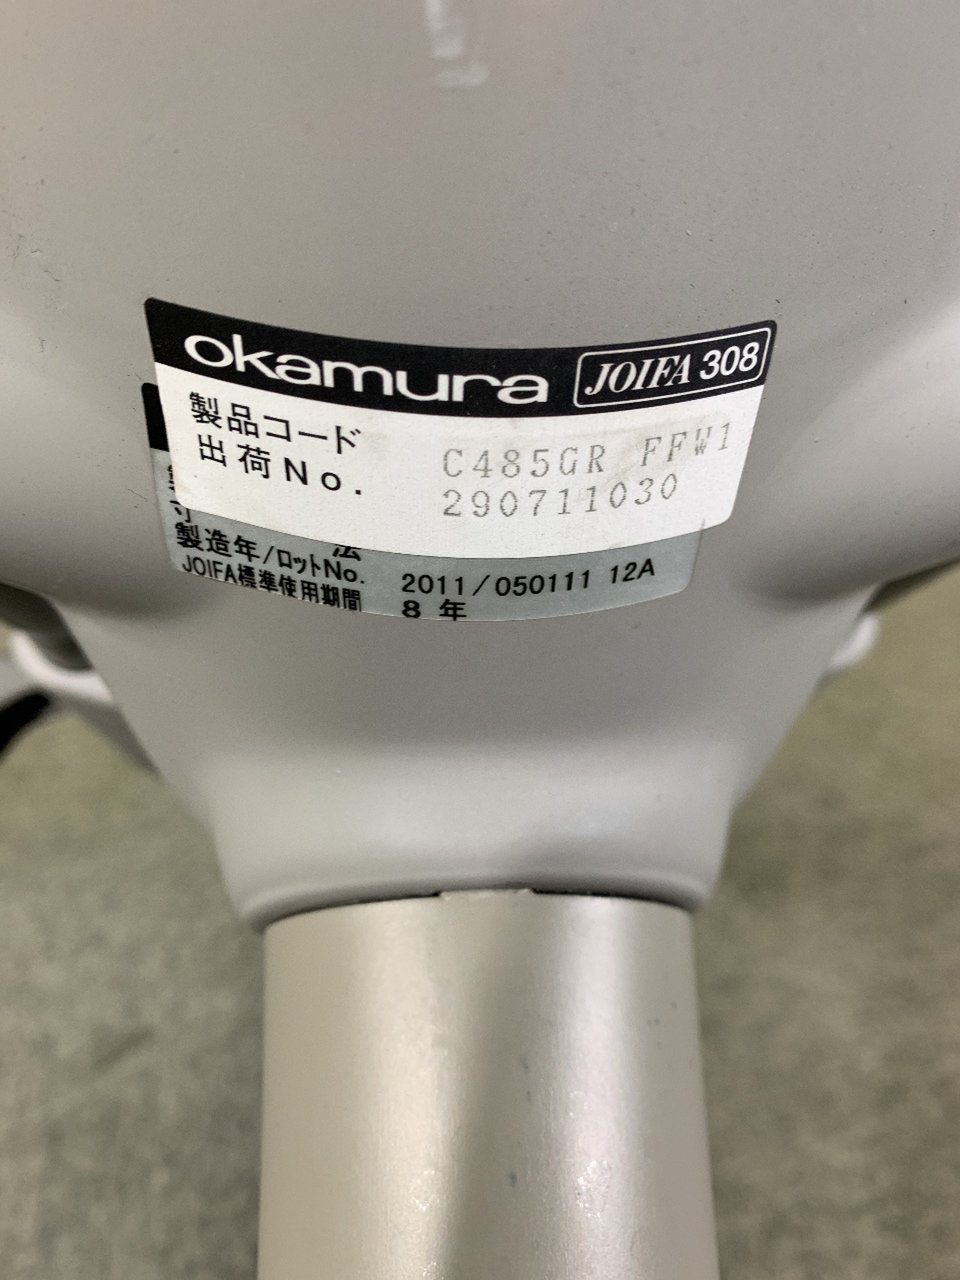 okamura JOIFA 308
製品コード C485GR FFW1
出荷No. 290711030
寸 法
製造年/ロットNo. 2011/050111 12A
JOIFA標準使用期間 8 年